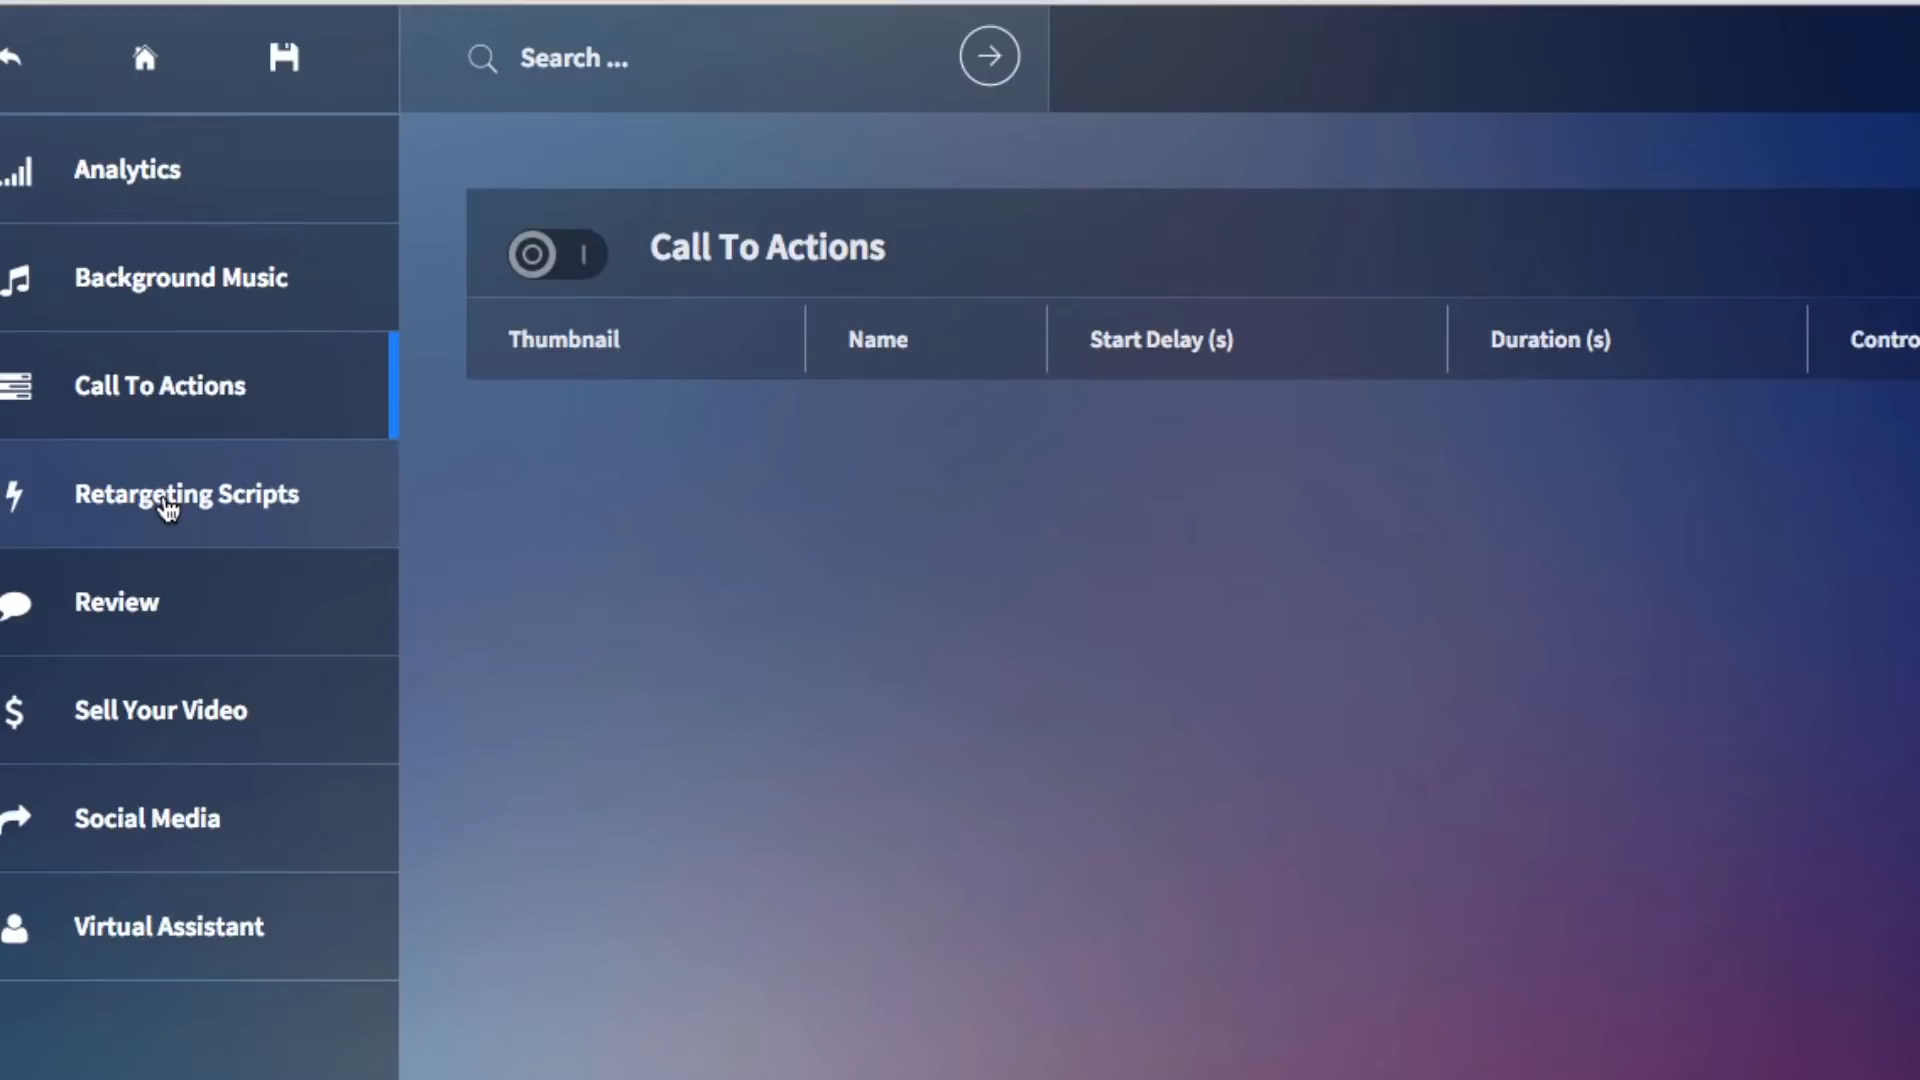 Search ...
Analytics
Background Music
Call To Actions
Retargeting Scripts
Review
Sell Your Video
Social Media
Virtual Assistant
Call To Actions
Thumbnail
Name
Start Delay (s)
Duration (s)
Contro